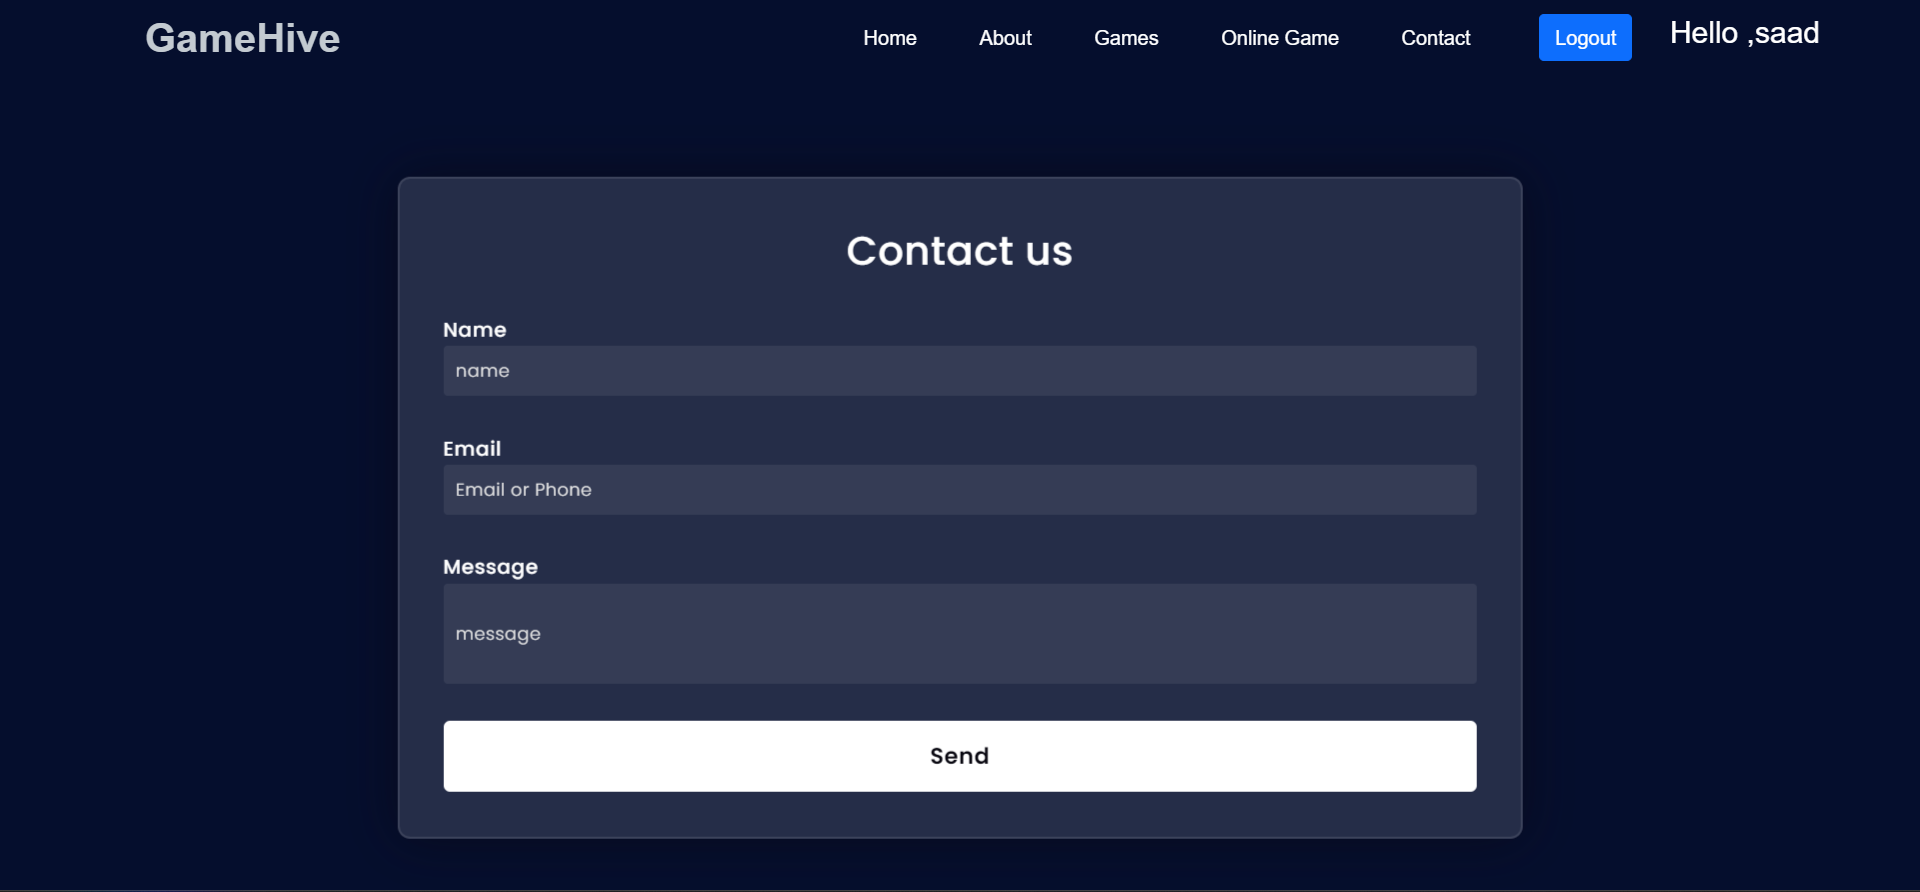 GameHive Home About Games Online Game Contact Logout Hello ,saad
Contact us
Name
name
Email
Email or Phone
Message
message
Send